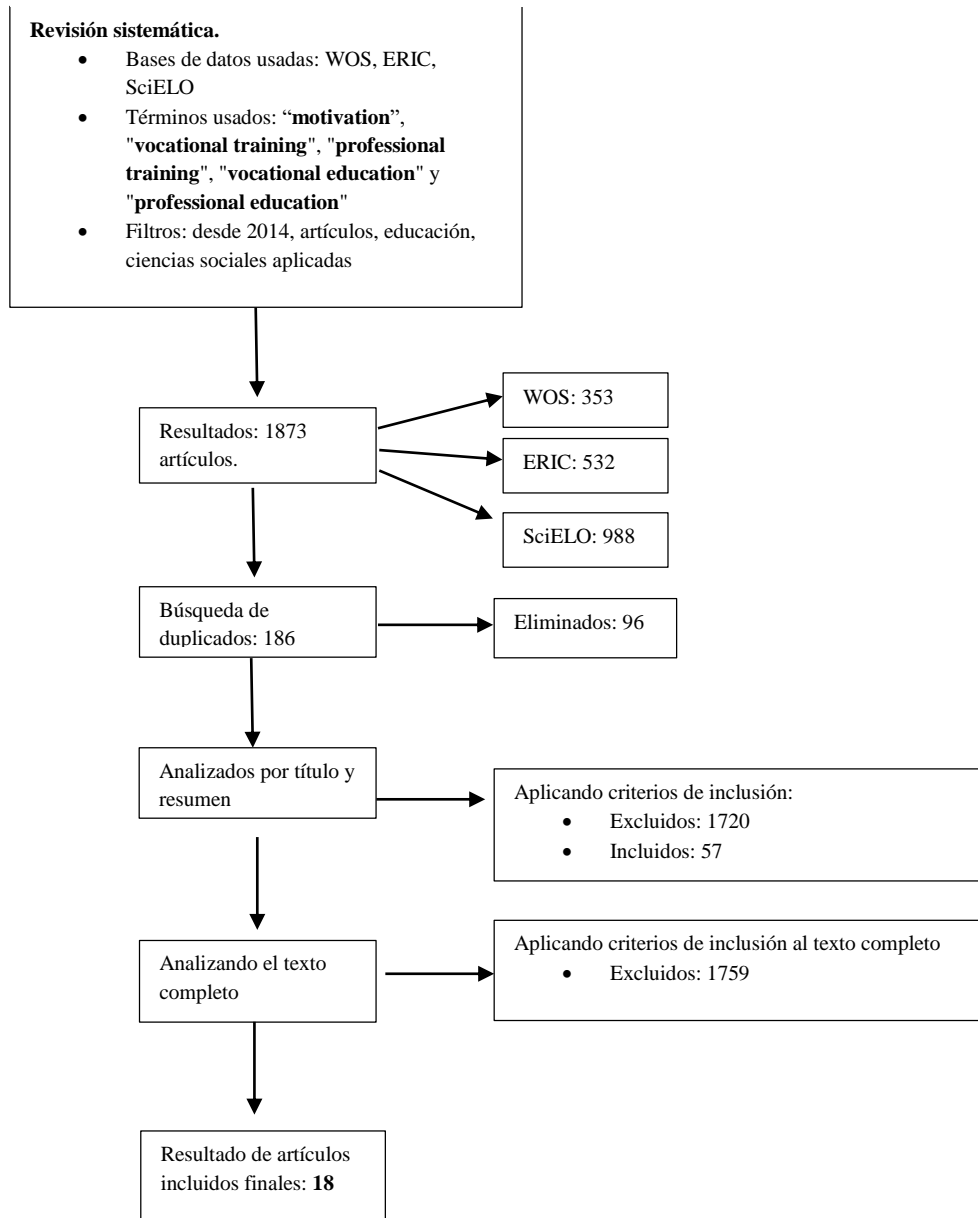 Revisión sistemática.
• Bases de datos usadas: WOS, ERIC,
SciELO
• Términos usados: “motivation”,
"vocational training", "professional
training", "vocational education" y
"professional education"
• Filtros: desde 2014, artículos, educación,
ciencias sociales aplicadas
Resultados: 1873
artículos.
WOS: 353
ERIC: 532
SciELO: 988
Búsqueda de
duplicados: 186
Eliminados: 96
Analizados por título y
resumen
Aplicando criterios de inclusión:
• Excluidos: 1720
• Incluidos: 57
Analizando el texto
completo
Aplicando criterios de inclusión al texto completo
• Excluidos: 1759
Resultado de artículos
incluidos finales: 18